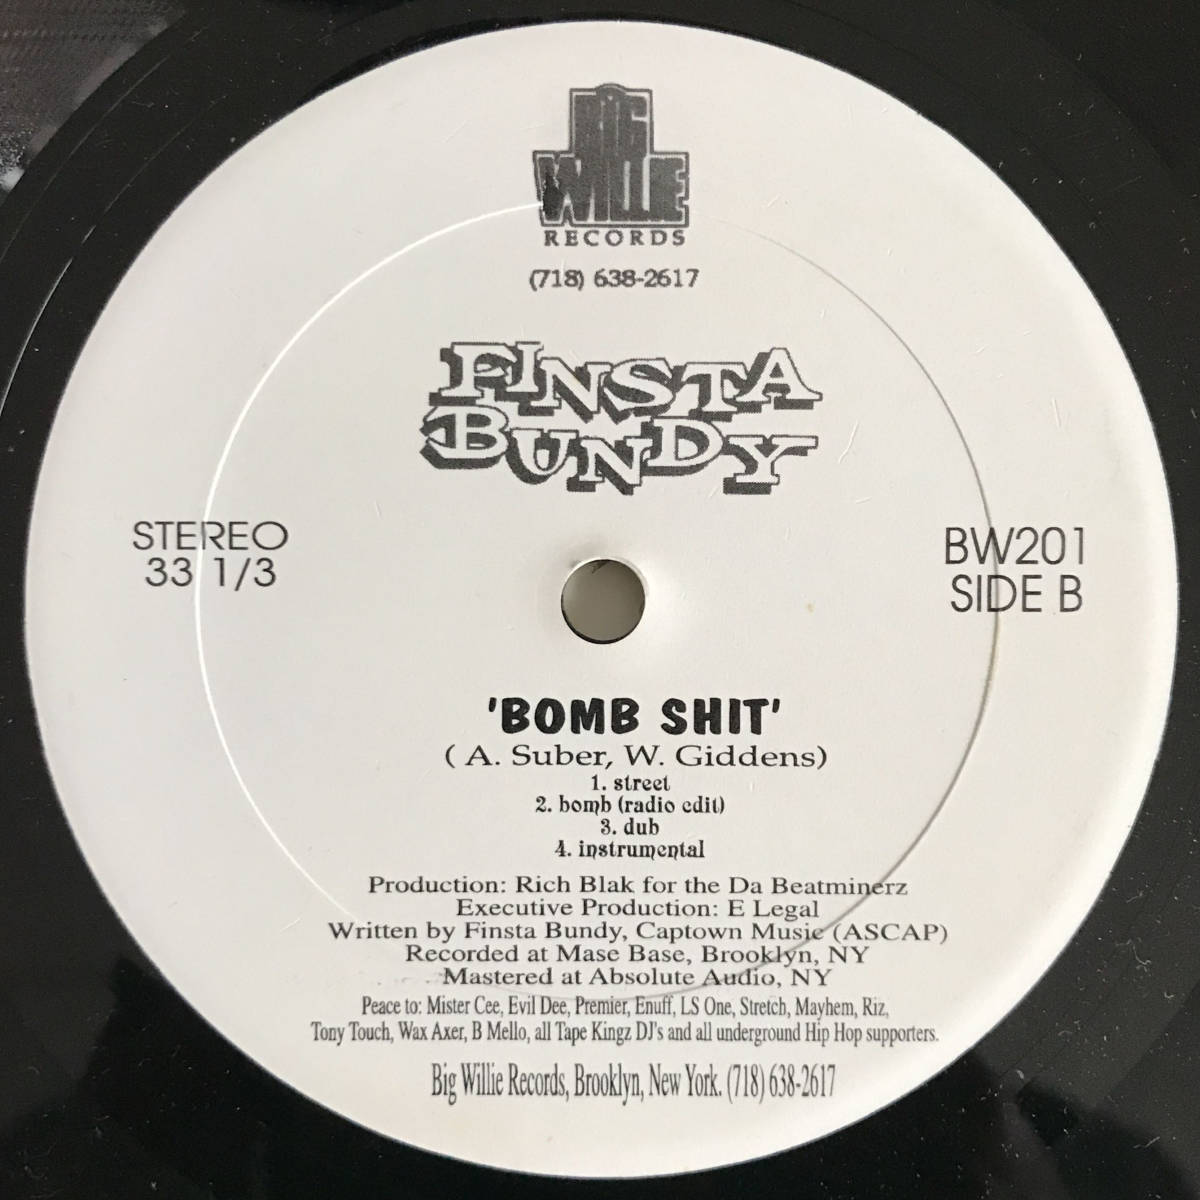 BIG
WILLIE
RECORDS
(718) 638-2617
FINSTA
BUNDY
STEREO
33 1/3
BW201
SIDE B
'BOMB SHIT'
( A. Suber, W. Giddens)
1. street
2. bomb (radio edit)
3. dub
4. instrumental
Production: Rich Blak for the Da Beatminerz
Executive Production: E Legal
Written by Finsta Bundy, Captown Music (ASCAP)
Recorded at Mase Base, Brooklyn, NY
Mastered at Absolute Audio, NY
Peace to: Mister Cee, Evil Dee, Premier, Enuff, LS One, Stretch, Mayhem, Riz,
Tony Touch, Wax Axer, B Mello, all Tape Kingz DJ's and all underground Hip Hop supporters.
Big Willie Records, Brooklyn, New York. (718) 638-2617